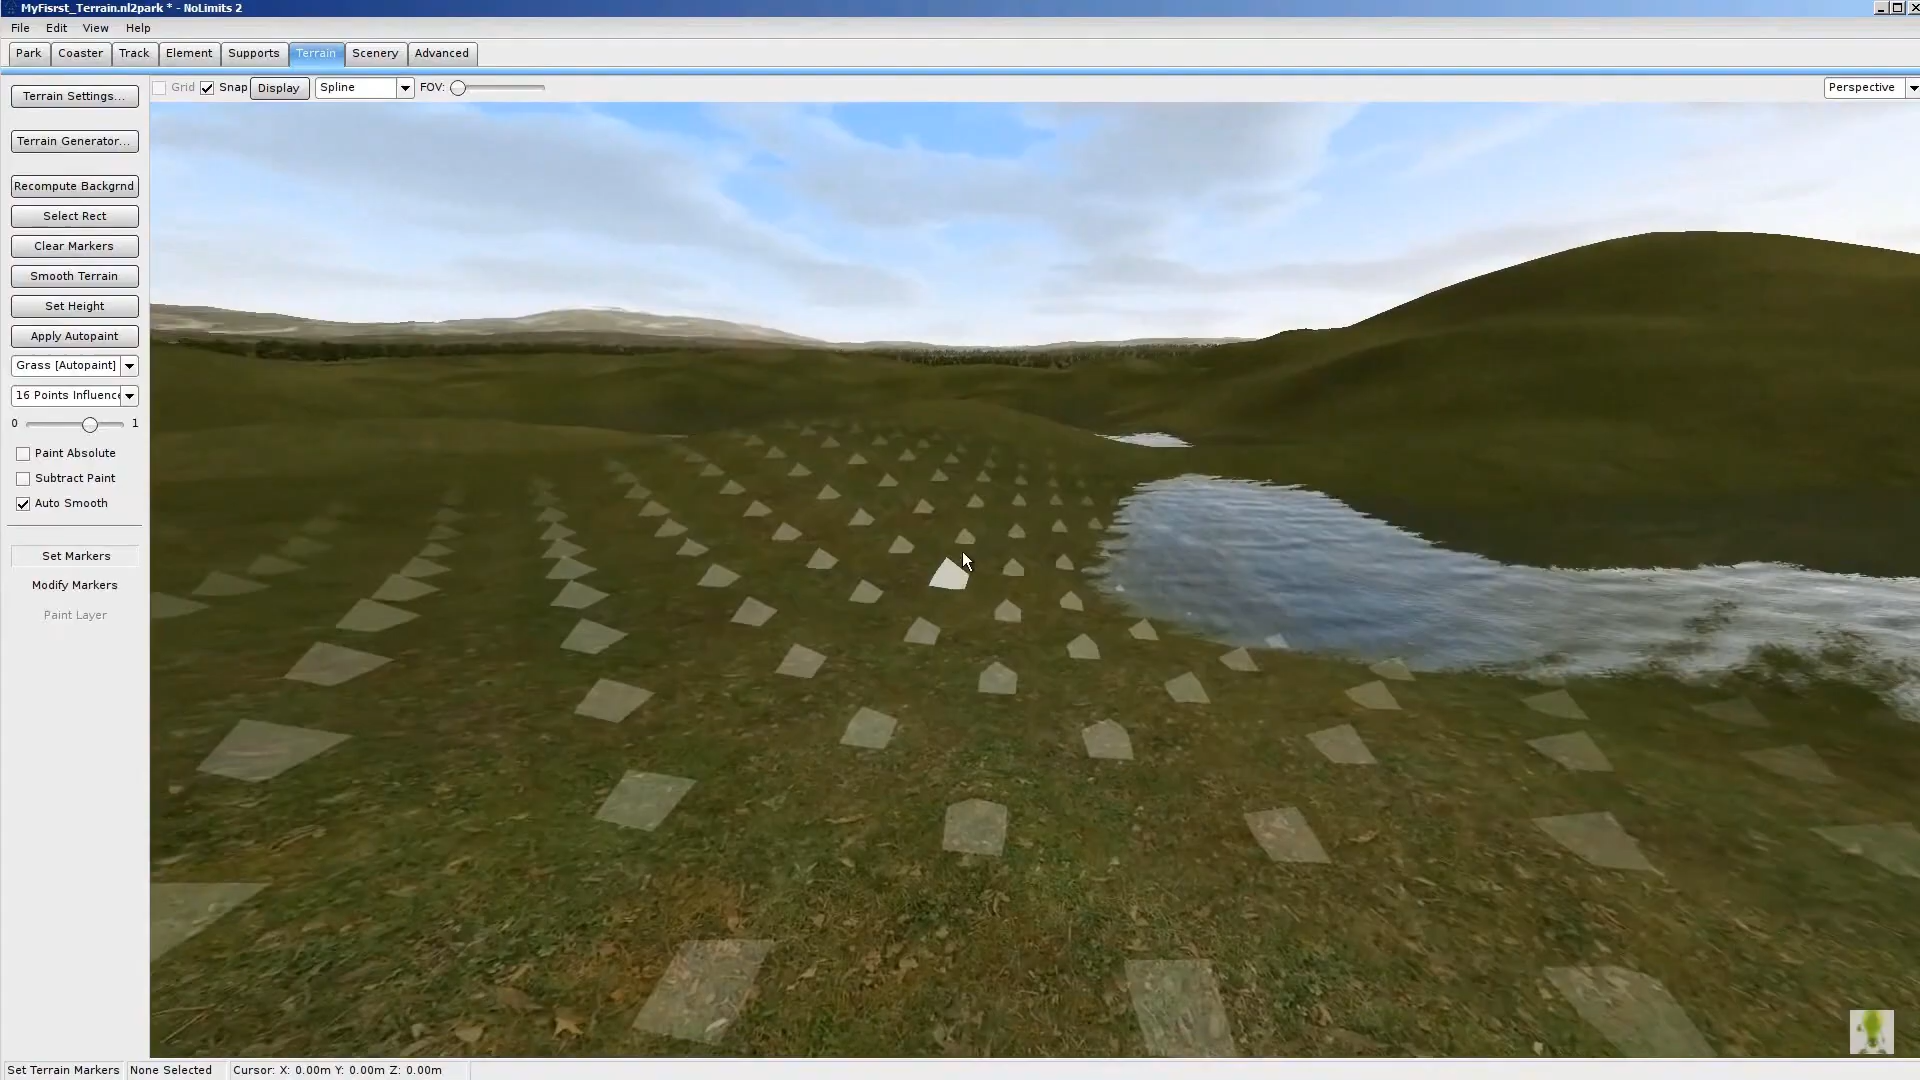 MyFisrst_Terrain.nl2park * - NoLimits 2
File Edit View Help
Park Coaster Track Element Supports Terrain Scenery Advanced
Grid Snap Display Spline FOV: Perspective
Terrain Settings...
Terrain Generator...
Recompute Backgrnd
Select Rect
Clear Markers
Smooth Terrain
Set Height
Apply Autopaint
Grass [Autopaint]
16 Points Influenc
0 1
Paint Absolute
Subtract Paint
Auto Smooth
Set Markers
Modify Markers
Paint Layer
Set Terrain Markers None Selected Cursor: X: 0.00m Y: 0.00m Z: 0.00m